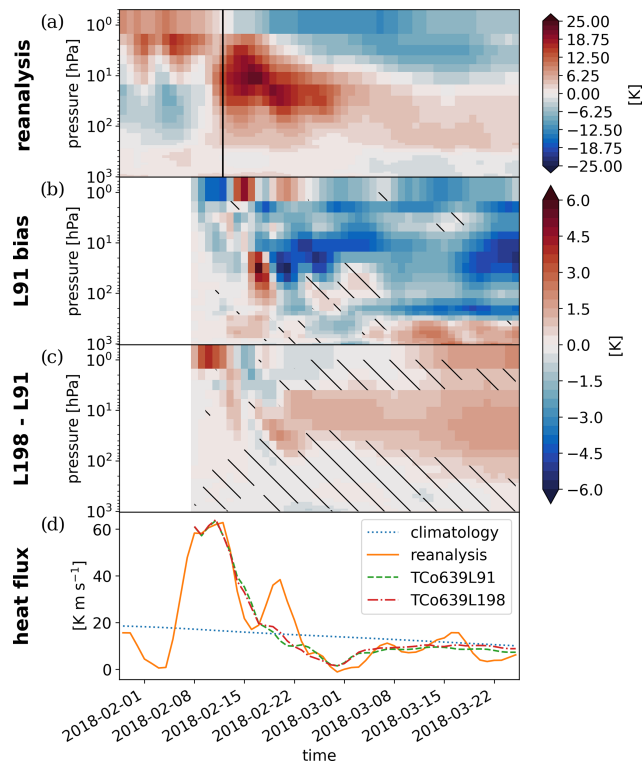 (a)
reanalysis
pressure [hPa]
10⁰
10¹
10²
10³
25.00
18.75
12.50
6.25
0.00
−6.25
−12.50
−18.75
−25.00
[K]
(b)
L91 bias
pressure [hPa]
10⁰
10¹
10²
10³
6.0
4.5
3.0
1.5
0.0
−1.5
−3.0
−4.5
−6.0
[K]
(c)
L198 - L91
pressure [hPa]
10⁰
10¹
10²
10³
(d)
heat flux
[K m s⁻¹]
60
40
20
0
climatology
reanalysis
TCo639L91
TCo639L198
2018-02-01
2018-02-08
2018-02-15
2018-02-22
2018-03-01
2018-03-08
2018-03-15
2018-03-22
time